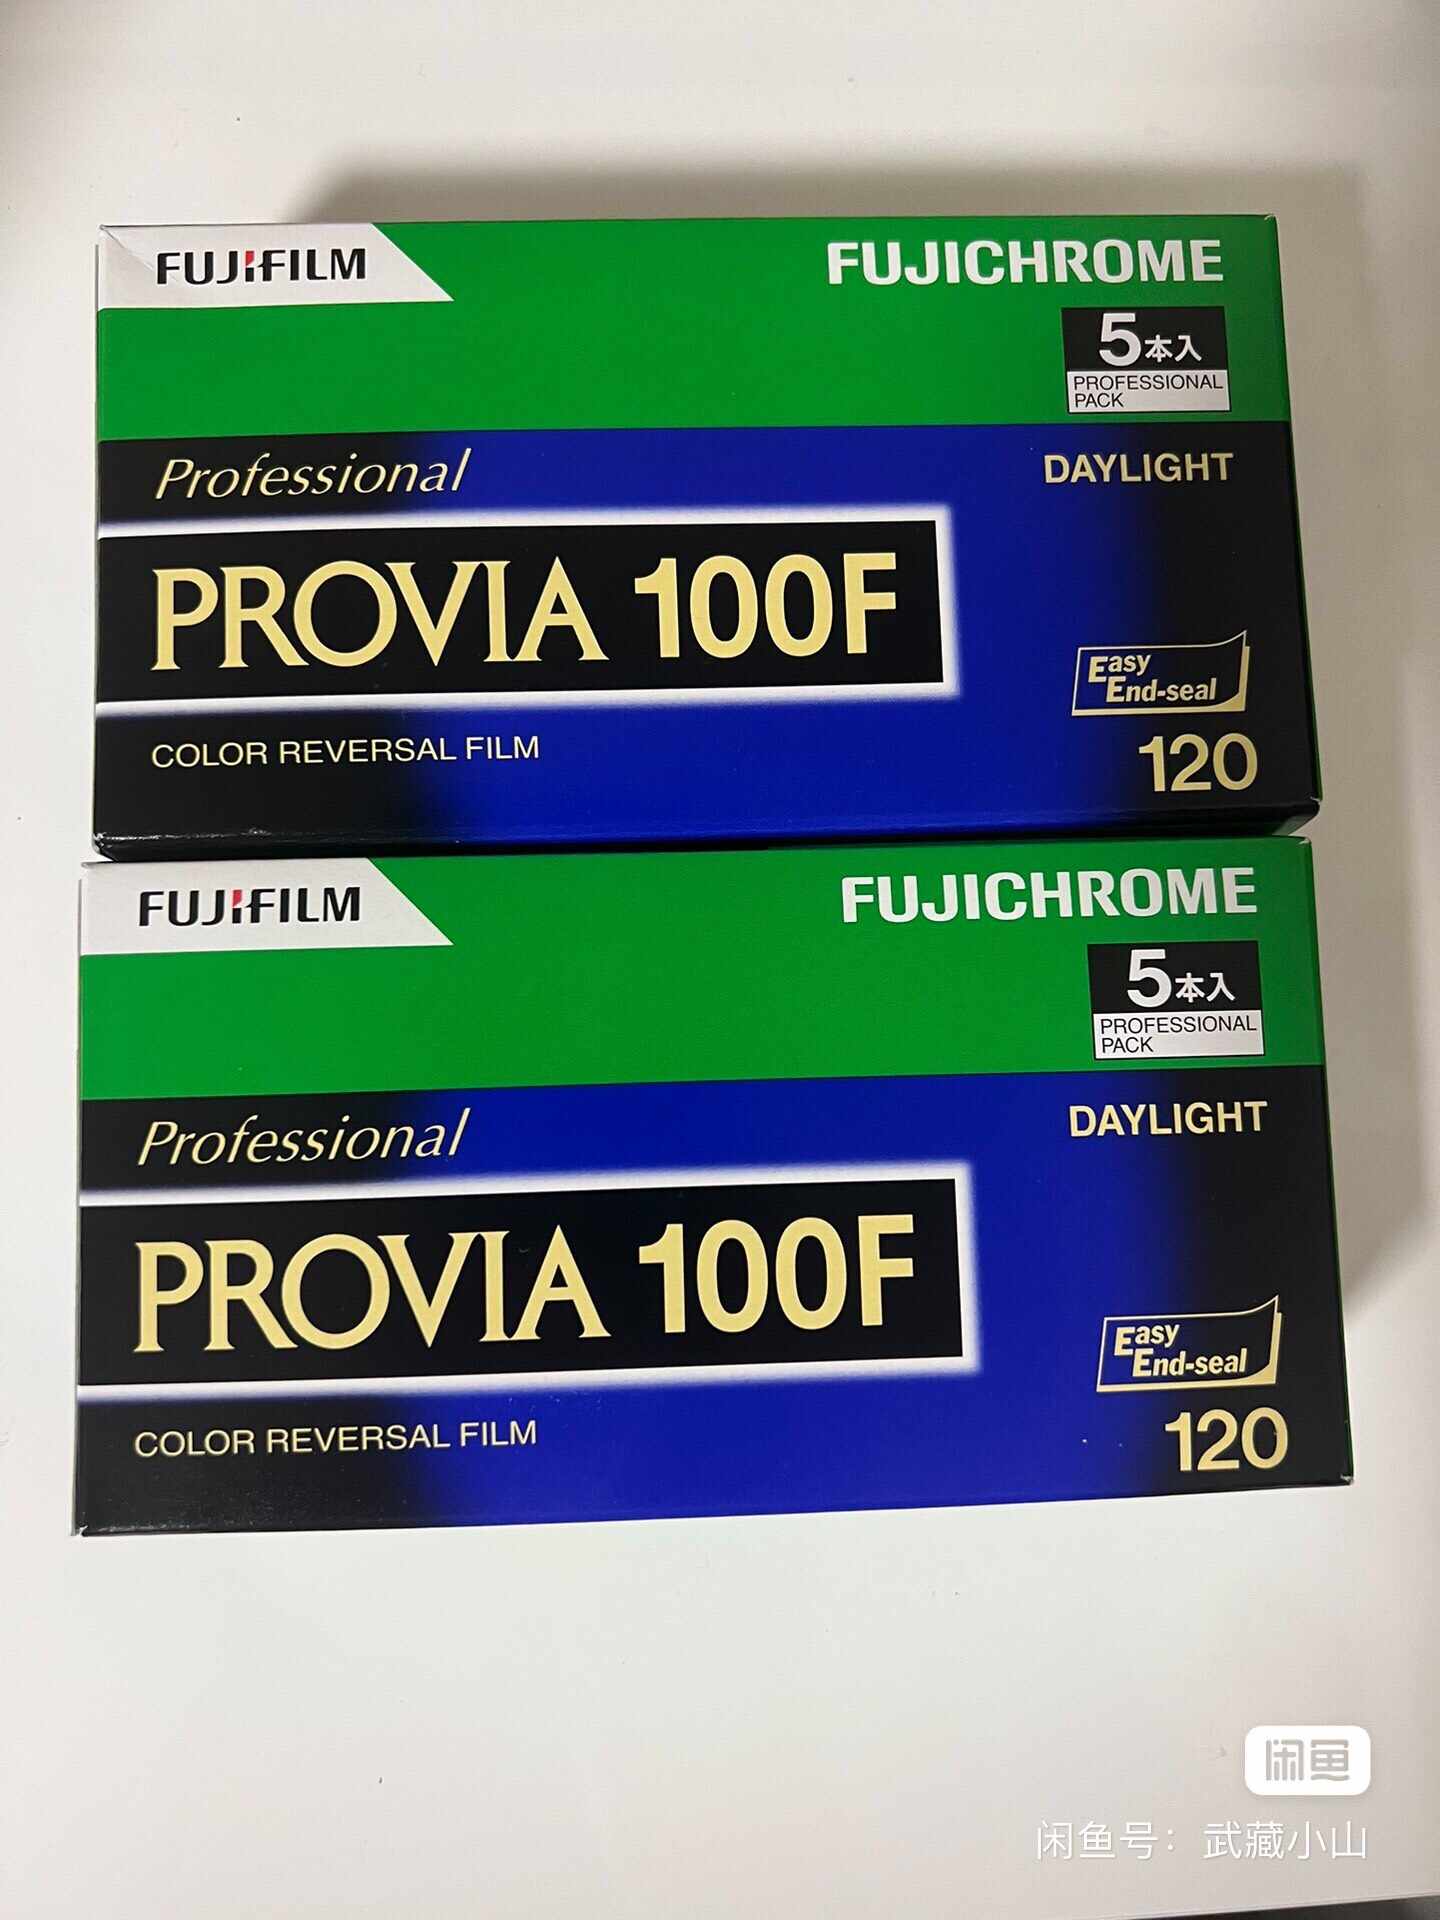 FUJIFILM
FUJICHROME
5本入
PROFESSIONAL
PACK
Professional
DAYLIGHT
PROVIA 100F
Easy
End-seal
COLOR REVERSAL FILM
120
FUJIFILM
FUJICHROME
5本入
PROFESSIONAL
PACK
Professional
DAYLIGHT
PROVIA 100F
Easy
End-seal
COLOR REVERSAL FILM
120
闲鱼
闲鱼号：武藏小山